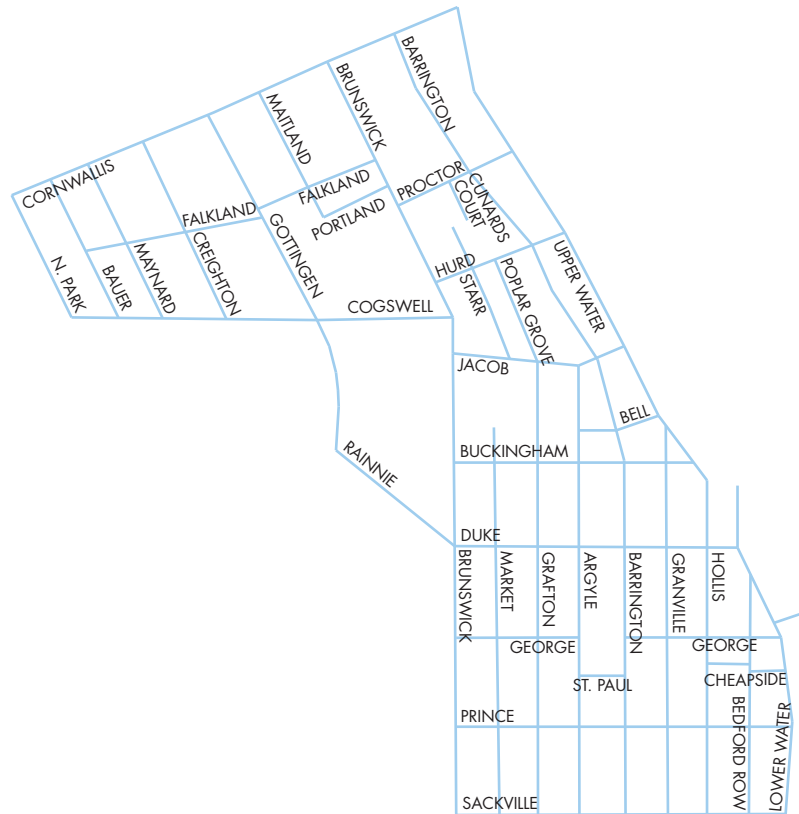 BARRINGTON
BRUNSWICK
MAITLAND
CORNWALLIS
FALKLAND
PROCTOR
CUNARDS
COURT
FALKLAND
PORTLAND
GOTTINGEN
CREIGHTON
MAYNARD
BAUER
N. PARK
HURD
UPPER WATER
POPLAR GROVE
STARR
COGSWELL
JACOB
BELL
RAINNIE
BUCKINGHAM
DUKE
BRUNSWICK
MARKET
GRAFTON
ARGYLE
BARRINGTON
GRANVILLE
HOLLIS
GEORGE
GEORGE
ST. PAUL
CHEAPSIDE
BEDFORD ROW
LOWER WATER
PRINCE
SACKVILLE